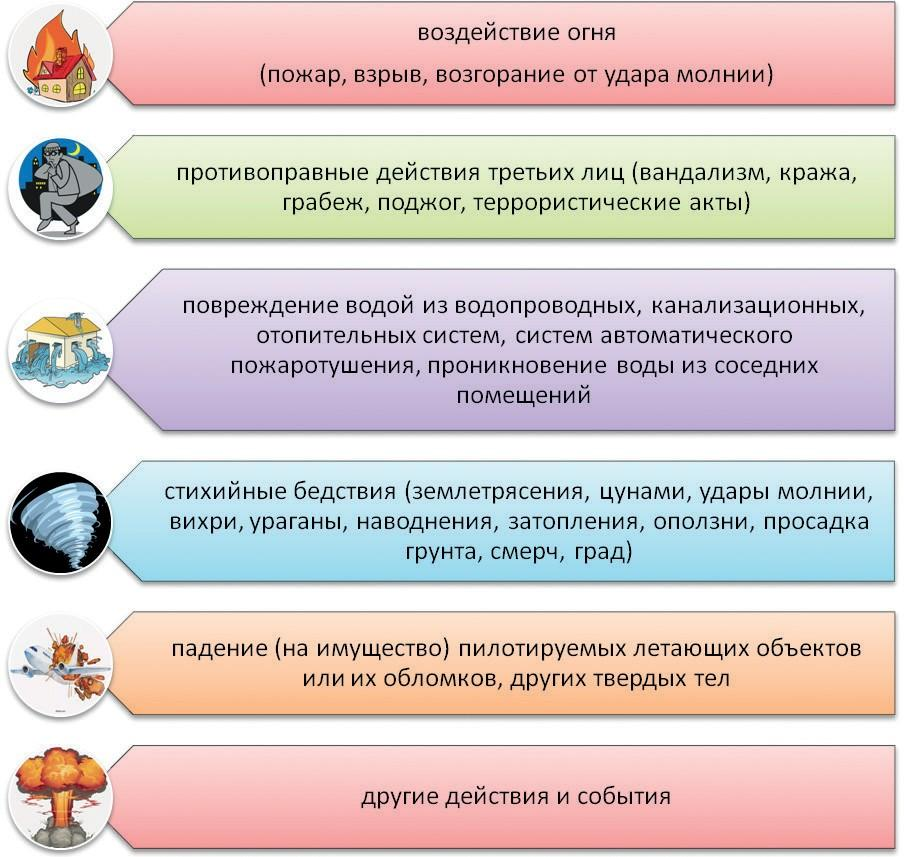 воздействие огня
(пожар, взрыв, возгорание от удара молнии)
противоправные действия третьих лиц (вандализм, кража,
грабеж, поджог, террористические акты)
повреждение водой из водопроводных, канализационных,
отопительных систем, систем автоматического
пожаротушения, проникновение воды из соседних
помещений
стихийные бедствия (землетрясения, цунами, удары молнии,
вихри, ураганы, наводнения, затопления, оползни, просадка
грунта, смерч, град)
падение (на имущество) пилотируемых летающих объектов
или их обломков, других твердых тел
другие действия и события